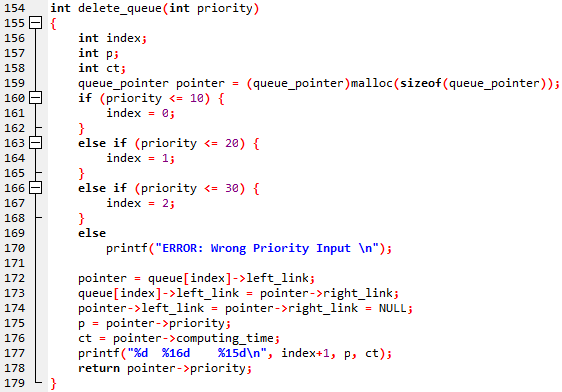 154 int delete_queue(int priority)
155 {
156 int index;
157 int p;
158 int ct;
159 queue_pointer pointer = (queue_pointer)malloc(sizeof(queue_pointer));
160 if (priority <= 10) {
161 index = 0;
162 }
163 else if (priority <= 20) {
164 index = 1;
165 }
166 else if (priority <= 30) {
167 index = 2;
168 }
169 else
170 printf("ERROR: Wrong Priority Input \n");
171
172 pointer = queue[index]->left_link;
173 queue[index]->left_link = pointer->right_link;
174 pointer->left_link = pointer->right_link = NULL;
175 p = pointer->priority;
176 ct = pointer->computing_time;
177 printf("%d  %16d    %15d\n", index+1, p, ct);
178 return pointer->priority;
179 }